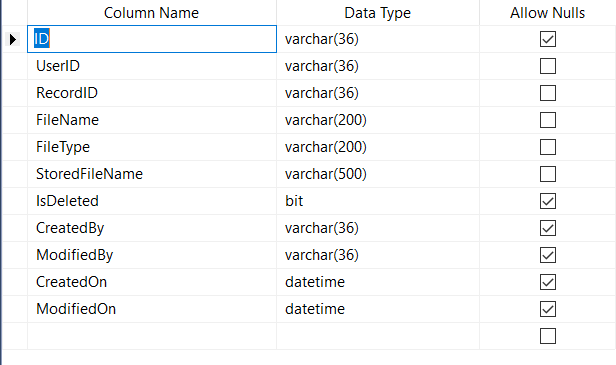 Column Name Data Type Allow Nulls
ID varchar(36)
UserID varchar(36)
RecordID varchar(36)
FileName varchar(200)
FileType varchar(200)
StoredFileName varchar(500)
IsDeleted bit
CreatedBy varchar(36)
ModifiedBy varchar(36)
CreatedOn datetime
ModifiedOn datetime